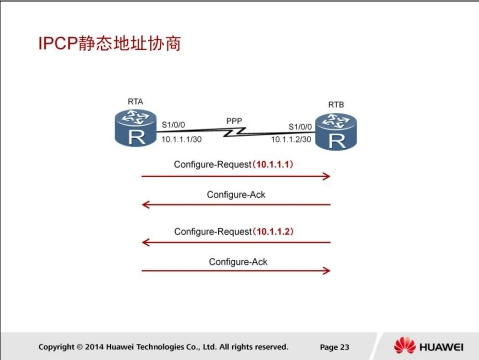 IPCP静态地址协商
RTA
RTB
S1/0/0
PPP
S1/0/0
10.1.1.1/30
10.1.1.2/30
R
R
Configure-Request（10.1.1.1）
Configure-Ack
Configure-Request（10.1.1.2）
Configure-Ack
Copyright © 2014 Huawei Technologies Co., Ltd. All rights reserved.
Page 23
HUAWEI